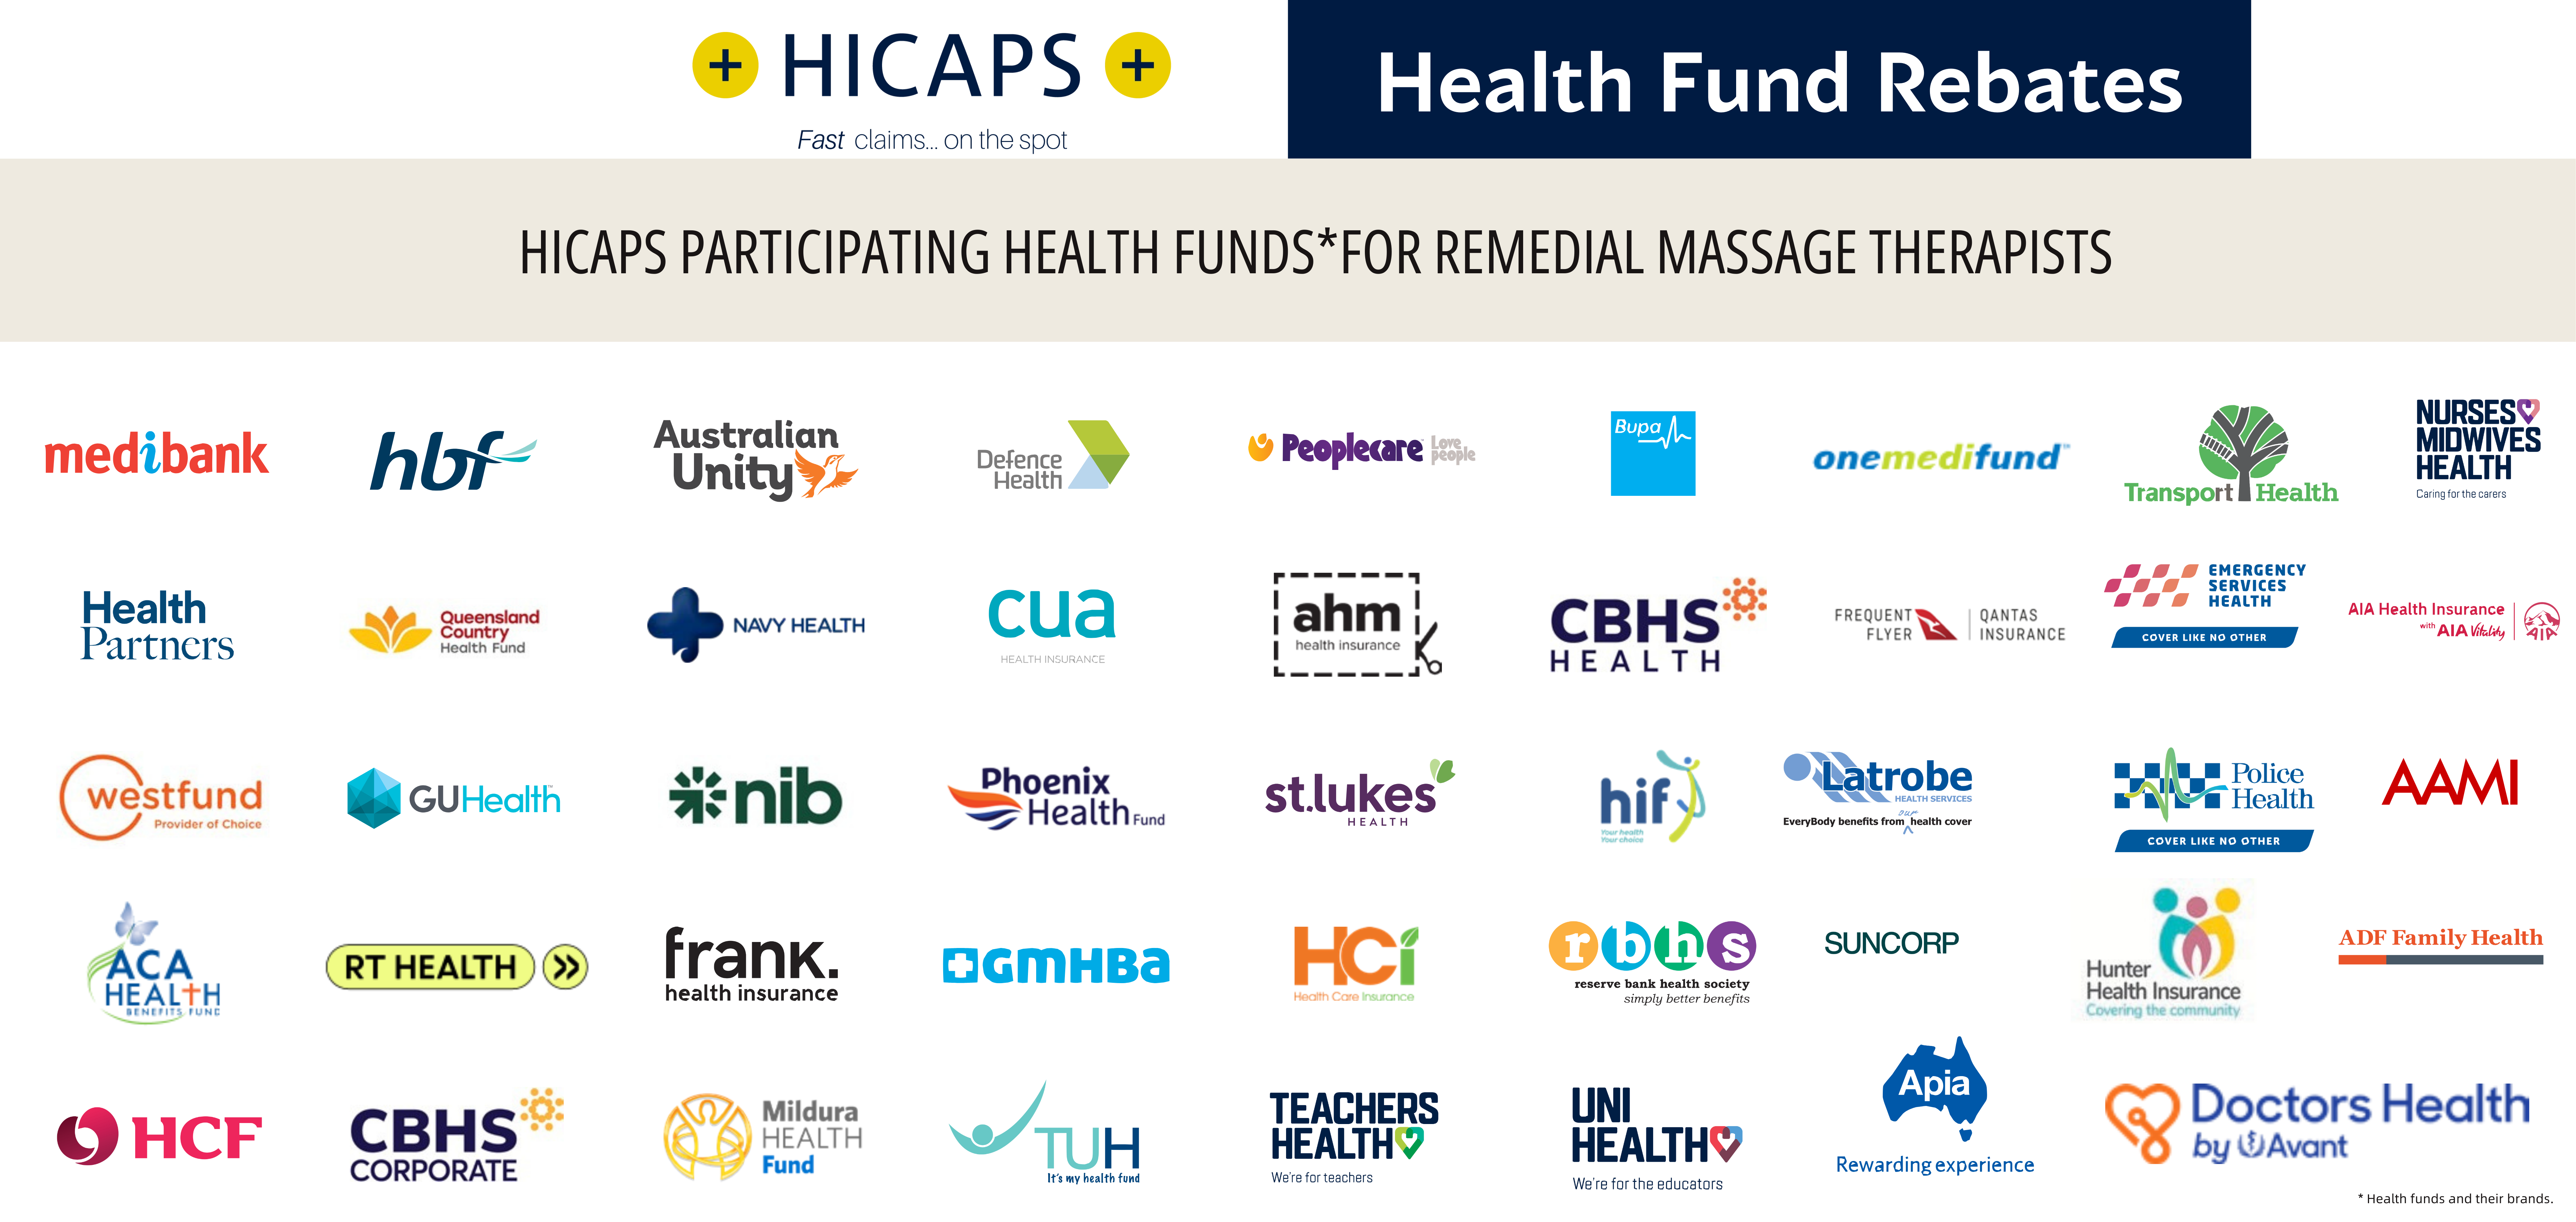 HICAPS
Fast claims... on the spot
Health Fund Rebates
HICAPS PARTICIPATING HEALTH FUNDS*FOR REMEDIAL MASSAGE THERAPISTS
medibank
hbf
Australian
Unity
Defence
Health
Peoplecare
Love
people
Bupa
onemedifund™
Transport Health
NURSES
MIDWIVES
HEALTH
Caring for the carers
Health
Partners
Queensland
Country
Health Fund
NAVY HEALTH
cua
HEALTH INSURANCE
ahm
health insurance
CBHS
HEALTH
FREQUENT
FLYER
QANTAS
INSURANCE
EMERGENCY
SERVICES
HEALTH
COVER LIKE NO OTHER
AIA Health Insurance
with AIA Vitality
AIA
westfund
Provider of Choice
GUHealth
nib
Phoenix
Health Fund
st.lukes
HEALTH
hif
Your health
Your choice
Latrobe
HEALTH SERVICES
EveryBody benefits from our health cover
Police
Health
COVER LIKE NO OTHER
AAMI
ACA
HEALTH
BENEFITS FUND
RT HEALTH
frank.
health insurance
GMHBA
HCi
Health Care Insurance
rbhs
reserve bank health society
simply better benefits
SUNCORP
Hunter
Health Insurance
Covering the community
ADF Family Health
HCF
CBHS
CORPORATE
Mildura
HEALTH
Fund
TUH
It's my health fund
TEACHERS
HEALTH
We're for teachers
UNI
HEALTH
We're for the educators
Apia
Rewarding experience
Doctors Health
by Avant
* Health funds and their brands.